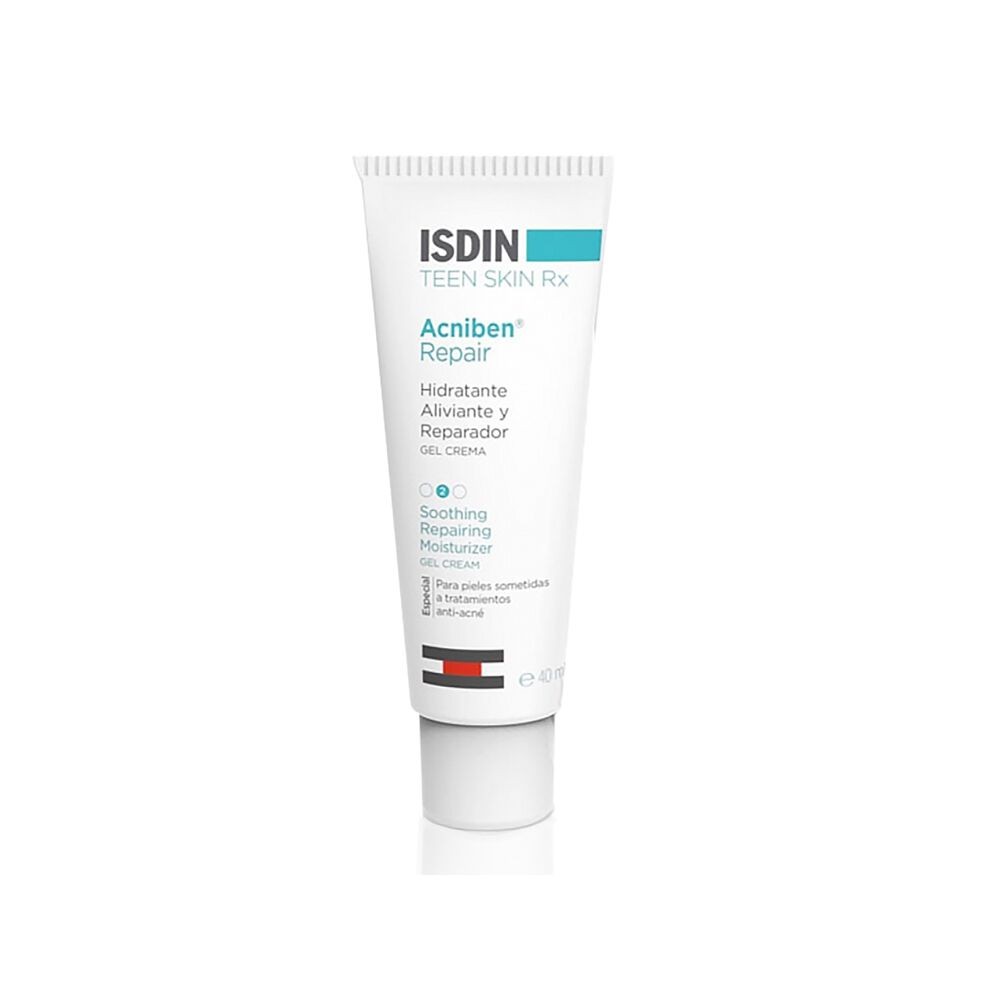 ISDIN
TEEN SKIN Rx
Acniben®
Repair
Hidratante
Aliviante y
Reparador
GEL CREMA
2
Soothing
Repairing
Moisturizer
GEL CREAM
Especial
Para pieles sometidas
a tratamientos
anti-acné
℮ 40 ml